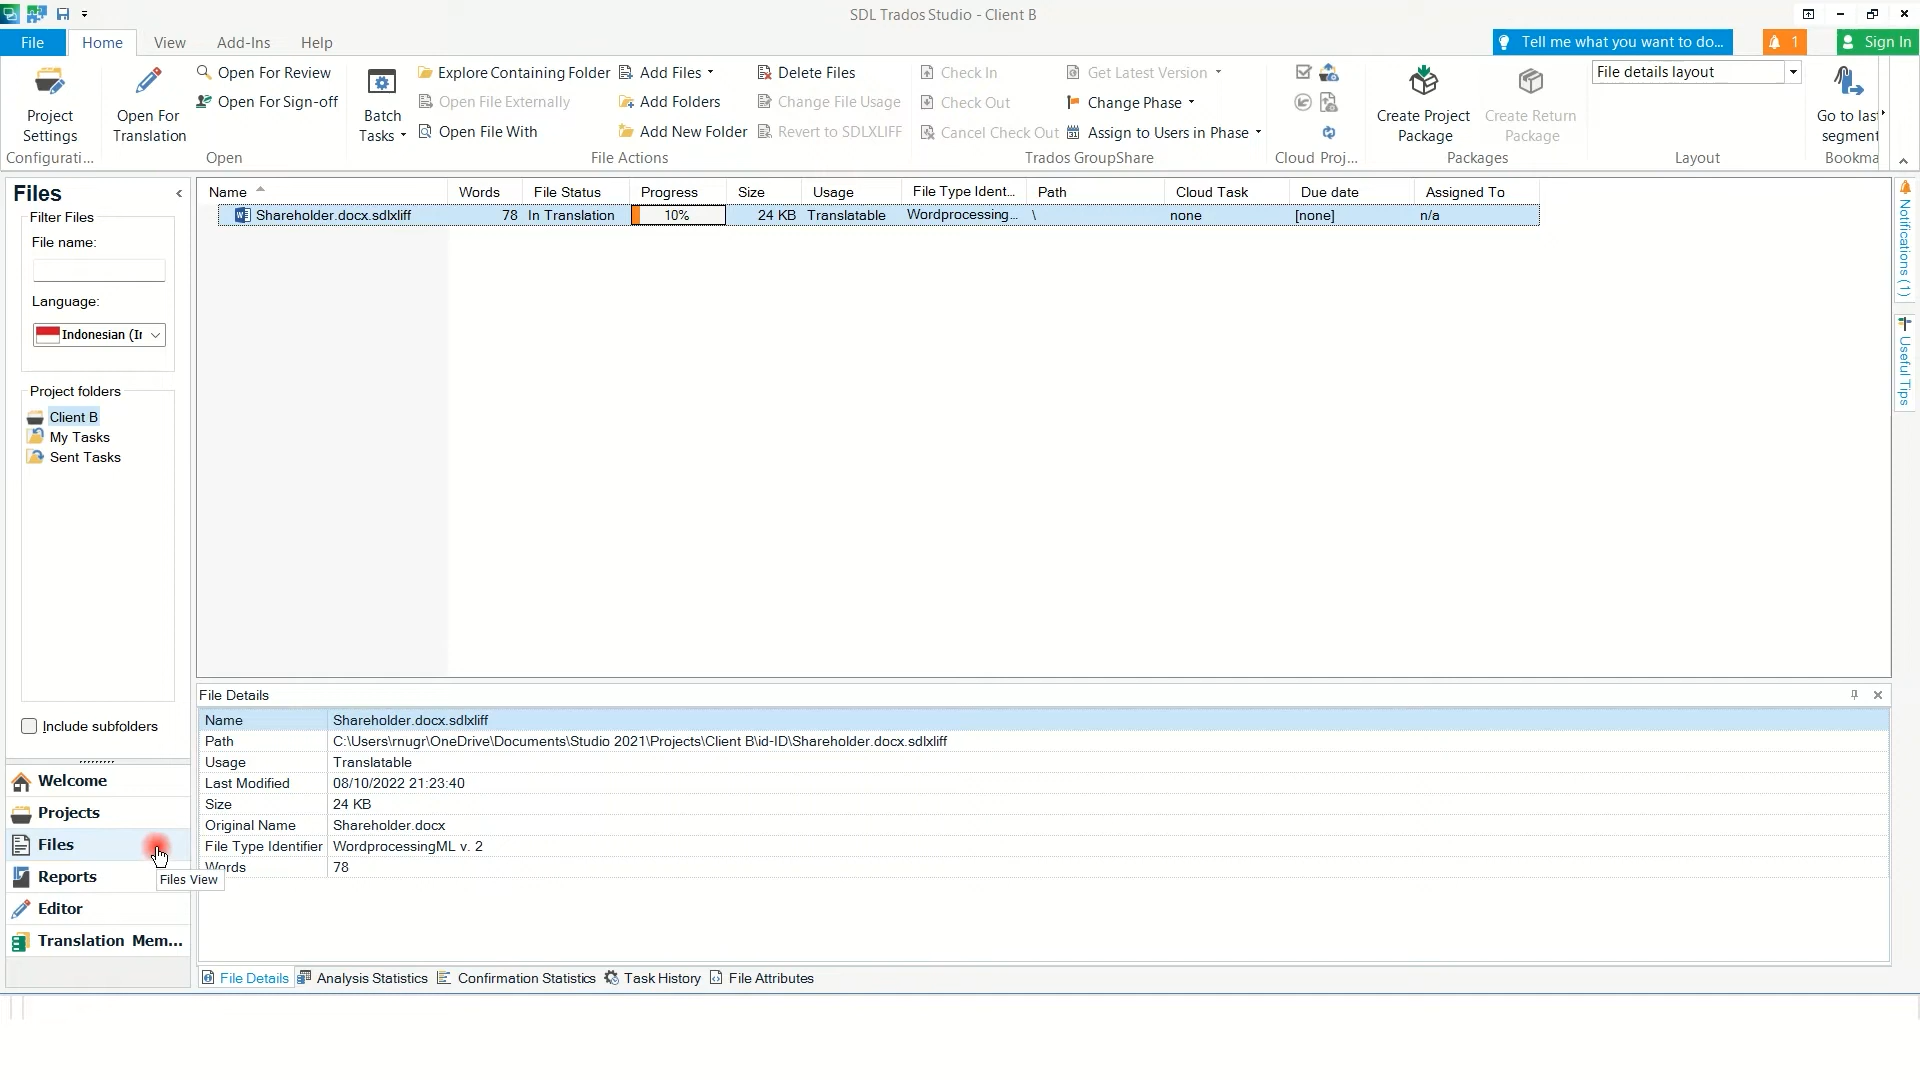 SDL Trados Studio - Client B
File Home View Add-Ins Help
Tell me what you want to do... 1 Sign In
Project Settings
Configurati...
Open For Translation
Open For Review
Open For Sign-off
Open
Batch Tasks
Explore Containing Folder
Open File Externally
Open File With
Add Files
Add Folders
Add New Folder
Delete Files
Change File Usage
Revert to SDLXLIFF
File Actions
Check In
Check Out
Cancel Check Out
Get Latest Version
Change Phase
Assign to Users in Phase
Trados GroupShare
Cloud Proj...
Create Project Package
Create Return Package
Packages
File details layout
Layout
Go to las
segment
Bookma
Files
Filter Files
File name:
Language:
Indonesian (Ir
Project folders
Client B
My Tasks
Sent Tasks
Include subfolders
Welcome
Projects
Files
Reports
Editor
Translation Mem...
Files View
Name Words File Status Progress Size Usage File Type Ident... Path Cloud Task Due date Assigned To
Shareholder.docx.sdlxliff 78 In Translation 10% 24 KB Translatable Wordprocessing... \ none [none] n/a
File Details
Name Shareholder.docx.sdlxliff
Path C:\Users\rnugr\OneDrive\Documents\Studio 2021\Projects\Client B\id-ID\Shareholder.docx.sdlxliff
Usage Translatable
Last Modified 08/10/2022 21:23:40
Size 24 KB
Original Name Shareholder.docx
File Type Identifier WordprocessingML v. 2
Words 78
File Details Analysis Statistics Confirmation Statistics Task History File Attributes
Notifications (1)
Useful Tips